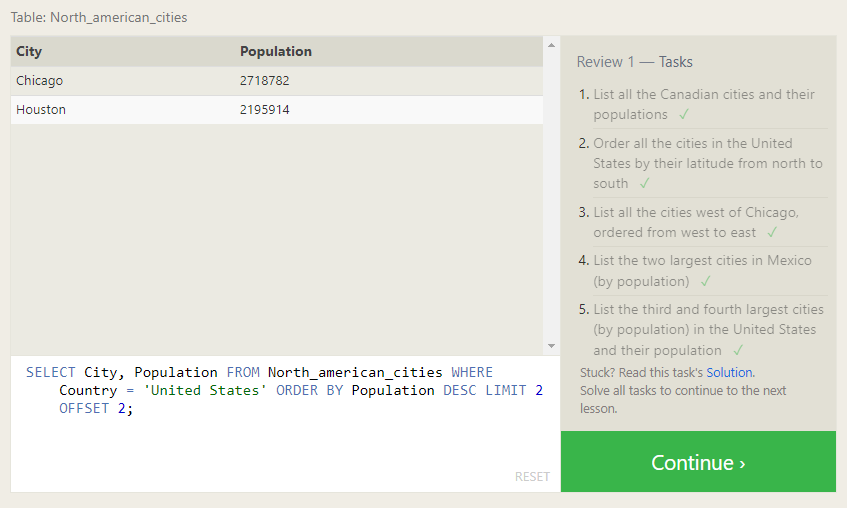 Table: North_american_cities
City Population
Chicago 2718782
Houston 2195914
SELECT City, Population FROM North_american_cities WHERE
Country = 'United States' ORDER BY Population DESC LIMIT 2
OFFSET 2;
RESET
Review 1 — Tasks
1. List all the Canadian cities and their
populations ✓
2. Order all the cities in the United
States by their latitude from north to
south ✓
3. List all the cities west of Chicago,
ordered from west to east ✓
4. List the two largest cities in Mexico
(by population) ✓
5. List the third and fourth largest cities
(by population) in the United States
and their population ✓
Stuck? Read this task's Solution.
Solve all tasks to continue to the next
lesson.
Continue ›